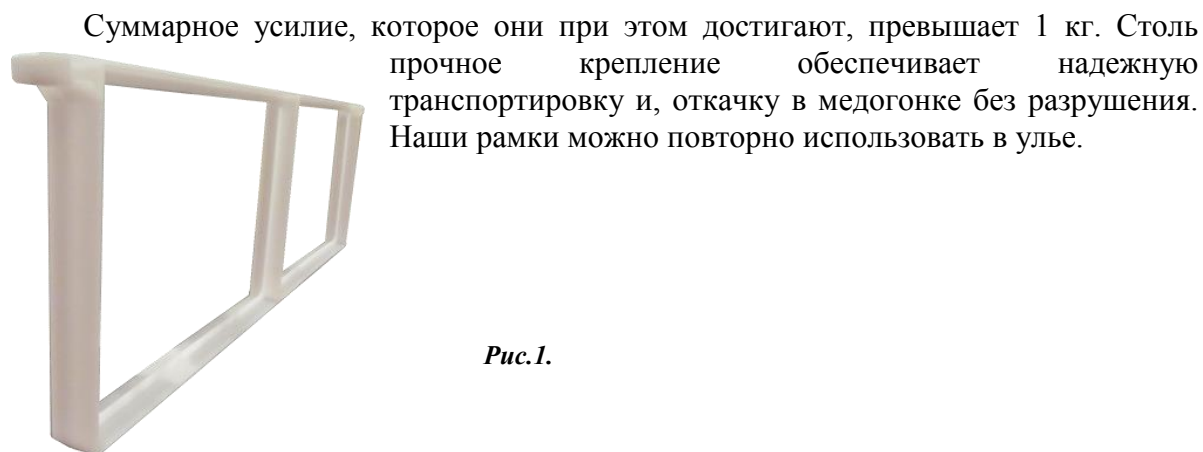 Суммарное усилие, которое они при этом достигают, превышает 1 кг. Столь
прочное крепление обеспечивает надежную
транспортировку и, откачку в медогонке без разрушения.
Наши рамки можно повторно использовать в улье.
Рис.1.